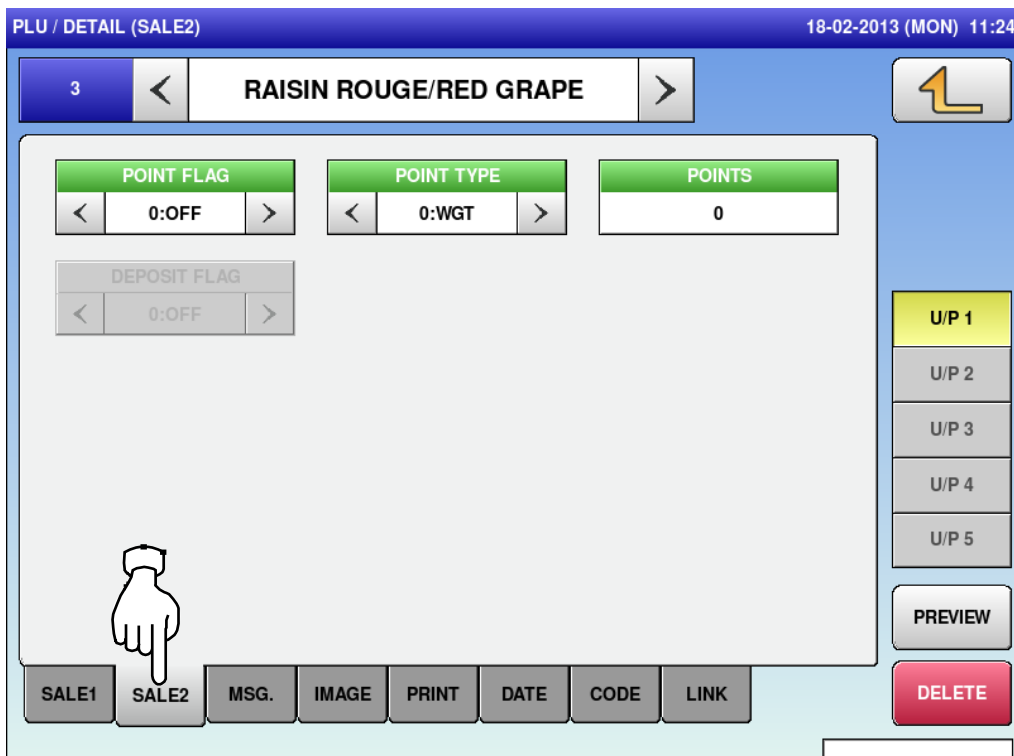 PLU / DETAIL (SALE2) 18-02-2013 (MON) 11:24
3 < RAISIN ROUGE/RED GRAPE >
POINT FLAG POINT TYPE POINTS
< 0:OFF > < 0:WGT > 0
DEPOSIT FLAG
< 0:OFF >
U/P 1
U/P 2
U/P 3
U/P 4
U/P 5
PREVIEW
SALE1 SALE2 MSG. IMAGE PRINT DATE CODE LINK DELETE